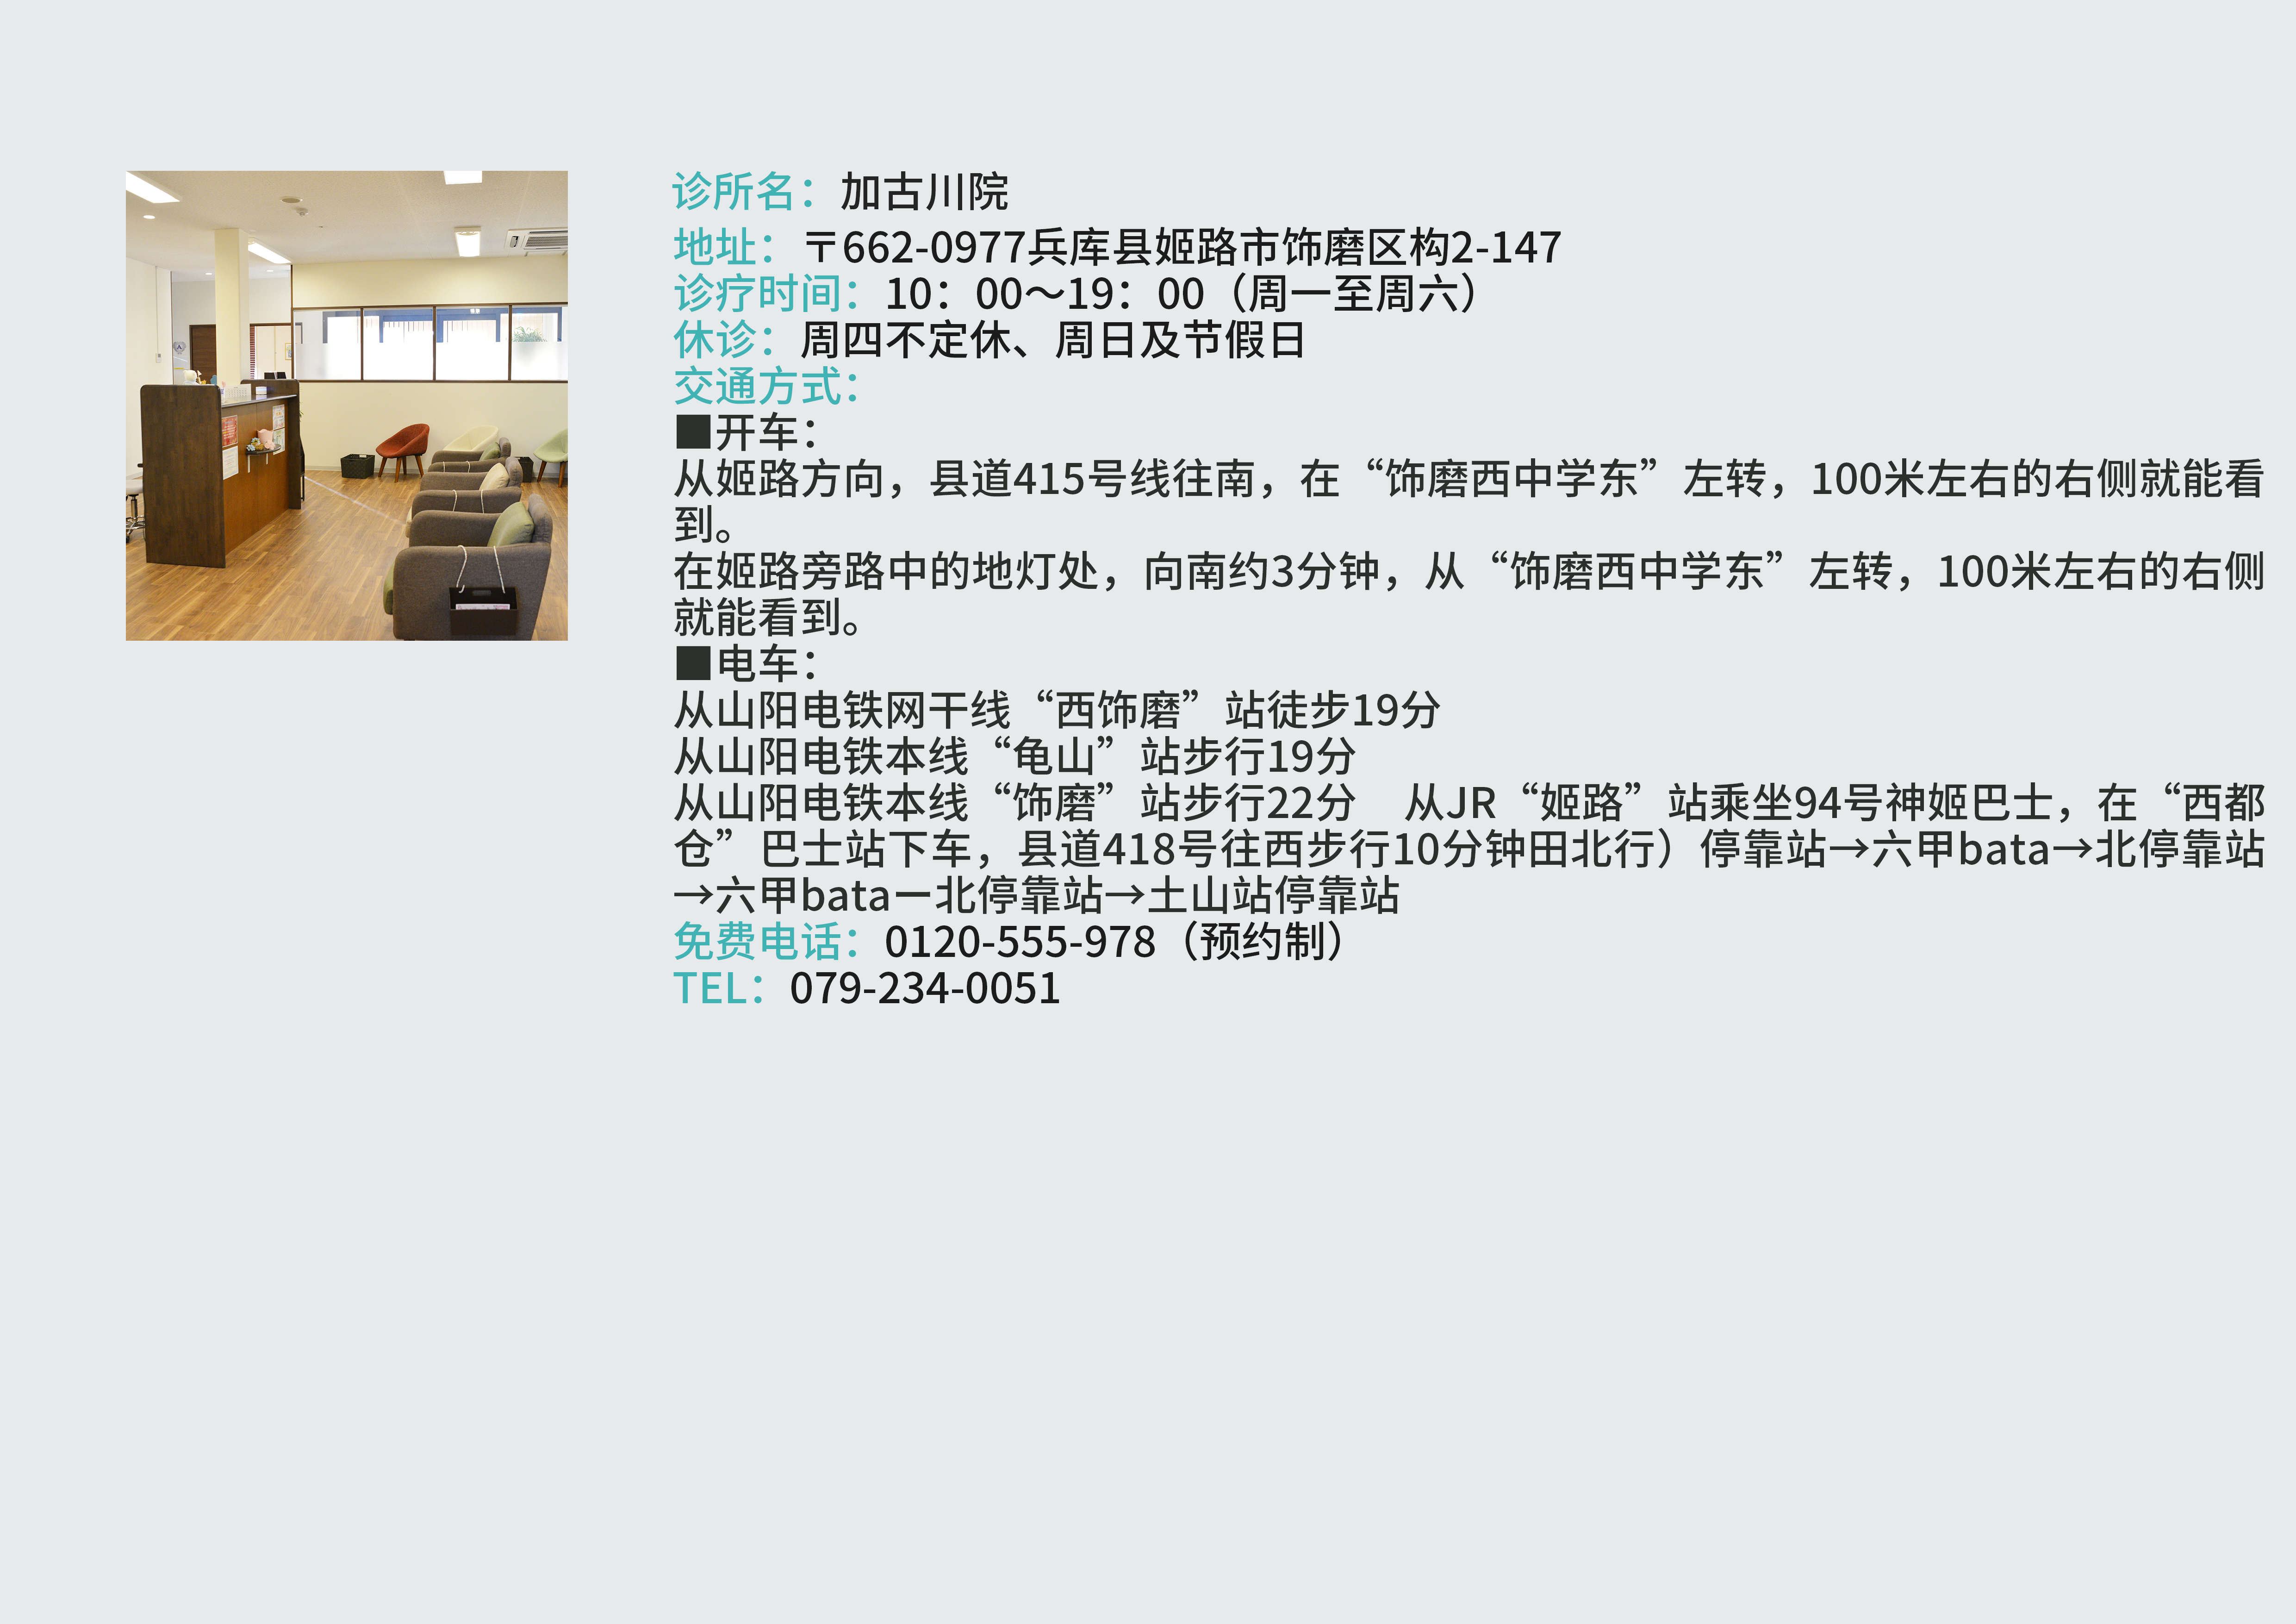 诊所名：加古川院
地址：〒662-0977兵库县姬路市饰磨区构2-147
诊疗时间：10：00～19：00（周一至周六）
休诊：周四不定休、周日及节假日
交通方式：
■开车：
从姬路方向，县道415号线往南，在“饰磨西中学东”左转，100米左右的右侧就能看
到。
在姬路旁路中的地灯处，向南约3分钟，从“饰磨西中学东”左转，100米左右的右侧
就能看到。
■电车：
从山阳电铁网干线“西饰磨”站徒步19分
从山阳电铁本线“龟山”站步行19分
从山阳电铁本线“饰磨”站步行22分　从JR“姬路”站乘坐94号神姬巴士，在“西都
仓”巴士站下车，县道418号往西步行10分钟田北行）停靠站→六甲bata→北停靠站
→六甲bataー北停靠站→土山站停靠站
免费电话：0120-555-978（预约制）
TEL：079-234-0051